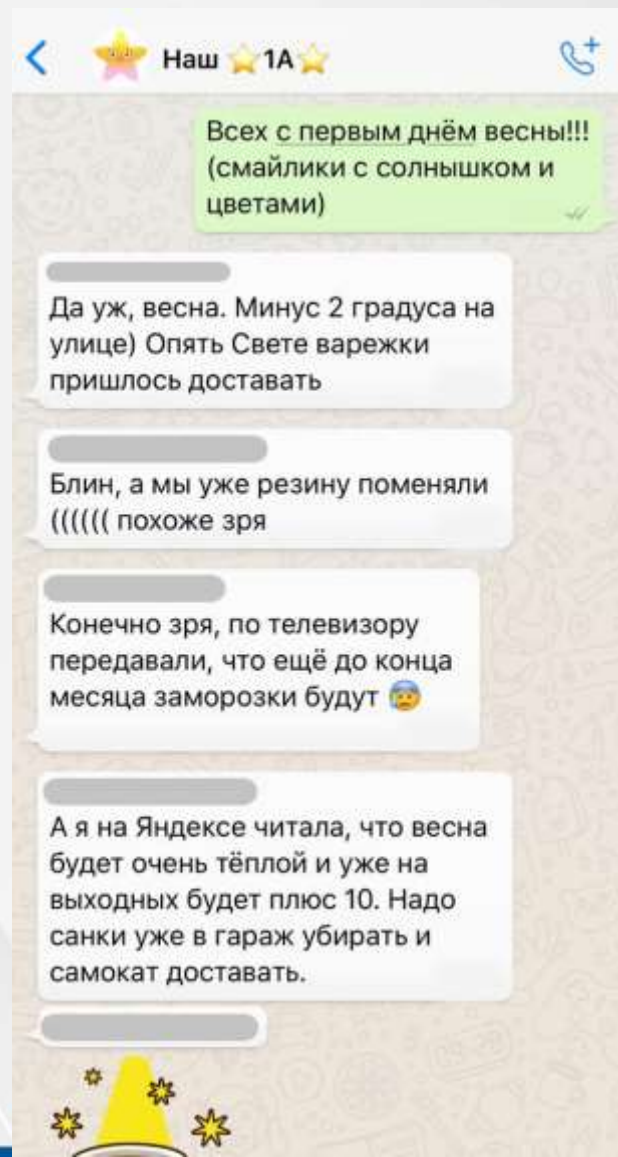 Наш ⭐1А⭐
Всех с первым днём весны!!!
(смайлики с солнышком и
цветами)
Да уж, весна. Минус 2 градуса на
улице) Опять Свете варежки
пришлось доставать
Блин, а мы уже резину поменяли
(((((( похоже зря
Конечно зря, по телевизору
передавали, что ещё до конца
месяца заморозки будут 😰
А я на Яндексе читала, что весна
будет очень тёплой и уже на
выходных будет плюс 10. Надо
санки уже в гараж убирать и
самокат доставать.